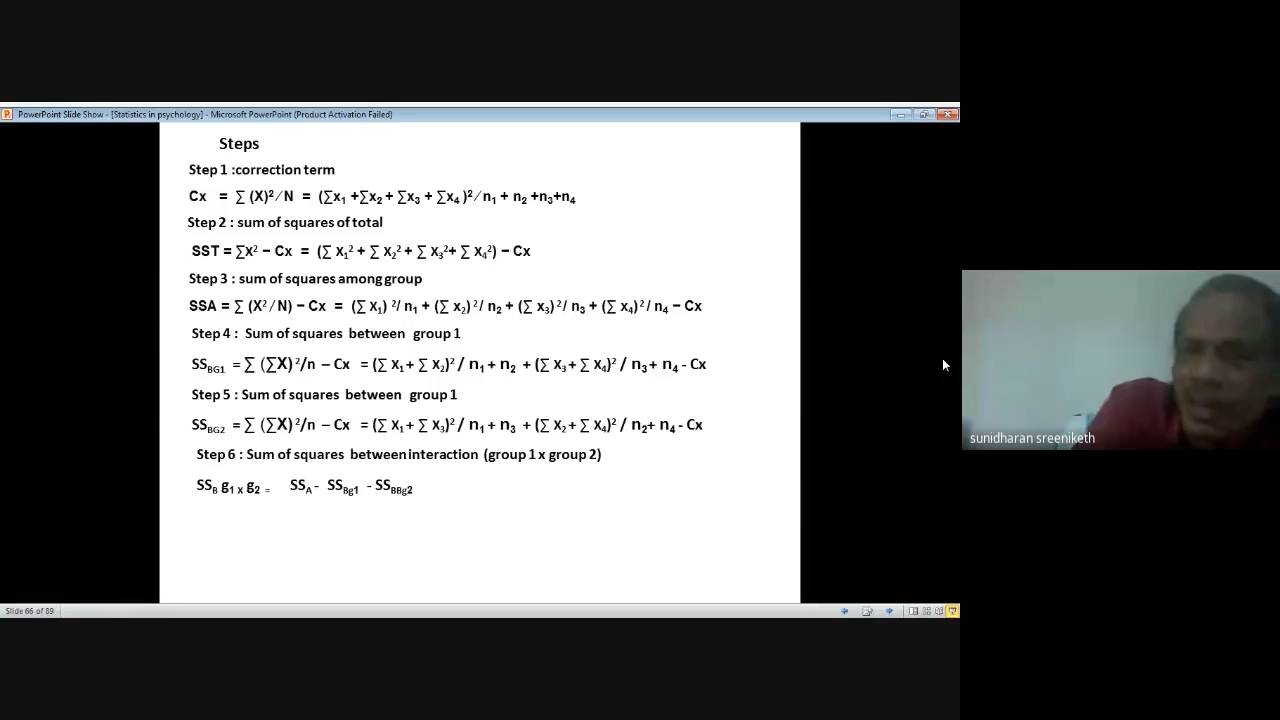 PowerPoint Slide Show - [Statistics in psychology] - Microsoft PowerPoint (Product Activation Failed)
Steps
Step 1 :correction term
Cx = ∑ (X)² ⁄ N = (∑x₁ +∑x₂ + ∑x₃ + ∑x₄ )² ⁄ n₁ + n₂ +n₃+n₄
Step 2 : sum of squares of total
SST = ∑X² − Cx = (∑ X₁² + ∑ X₂² + ∑ X₃²+ ∑ X₄²) − Cx
Step 3 : sum of squares among group
SSA = ∑ (X² ⁄ N) − Cx = (∑ X₁) ²/ n₁ + (∑ x₂) ²/ n₂ + (∑ x₃) ²/ n₃ + (∑ x₄) ²/ n₄ − Cx
Step 4 : Sum of squares between group 1
SS_BG1 = ∑ (∑X) ²/n − Cx = (∑ X₁ + ∑ X₂)² / n₁ + n₂ + (∑ X₃ + ∑ X₄)² / n₃ + n₄ - Cx
Step 5 : Sum of squares between group 1
SS_BG2 = ∑ (∑X) ²/n − Cx = (∑ X₁ + ∑ X₃)² / n₁ + n₃ + (∑ X₂ + ∑ X₄)² / n₂+ n₄ - Cx
Step 6 : Sum of squares between interaction (group 1 x group 2)
SS_B g₁ ₓ g₂ = SS_A - SS_Bg1 - SS_BBg2
sunidharan sreeniketh
Slide 66 of 89